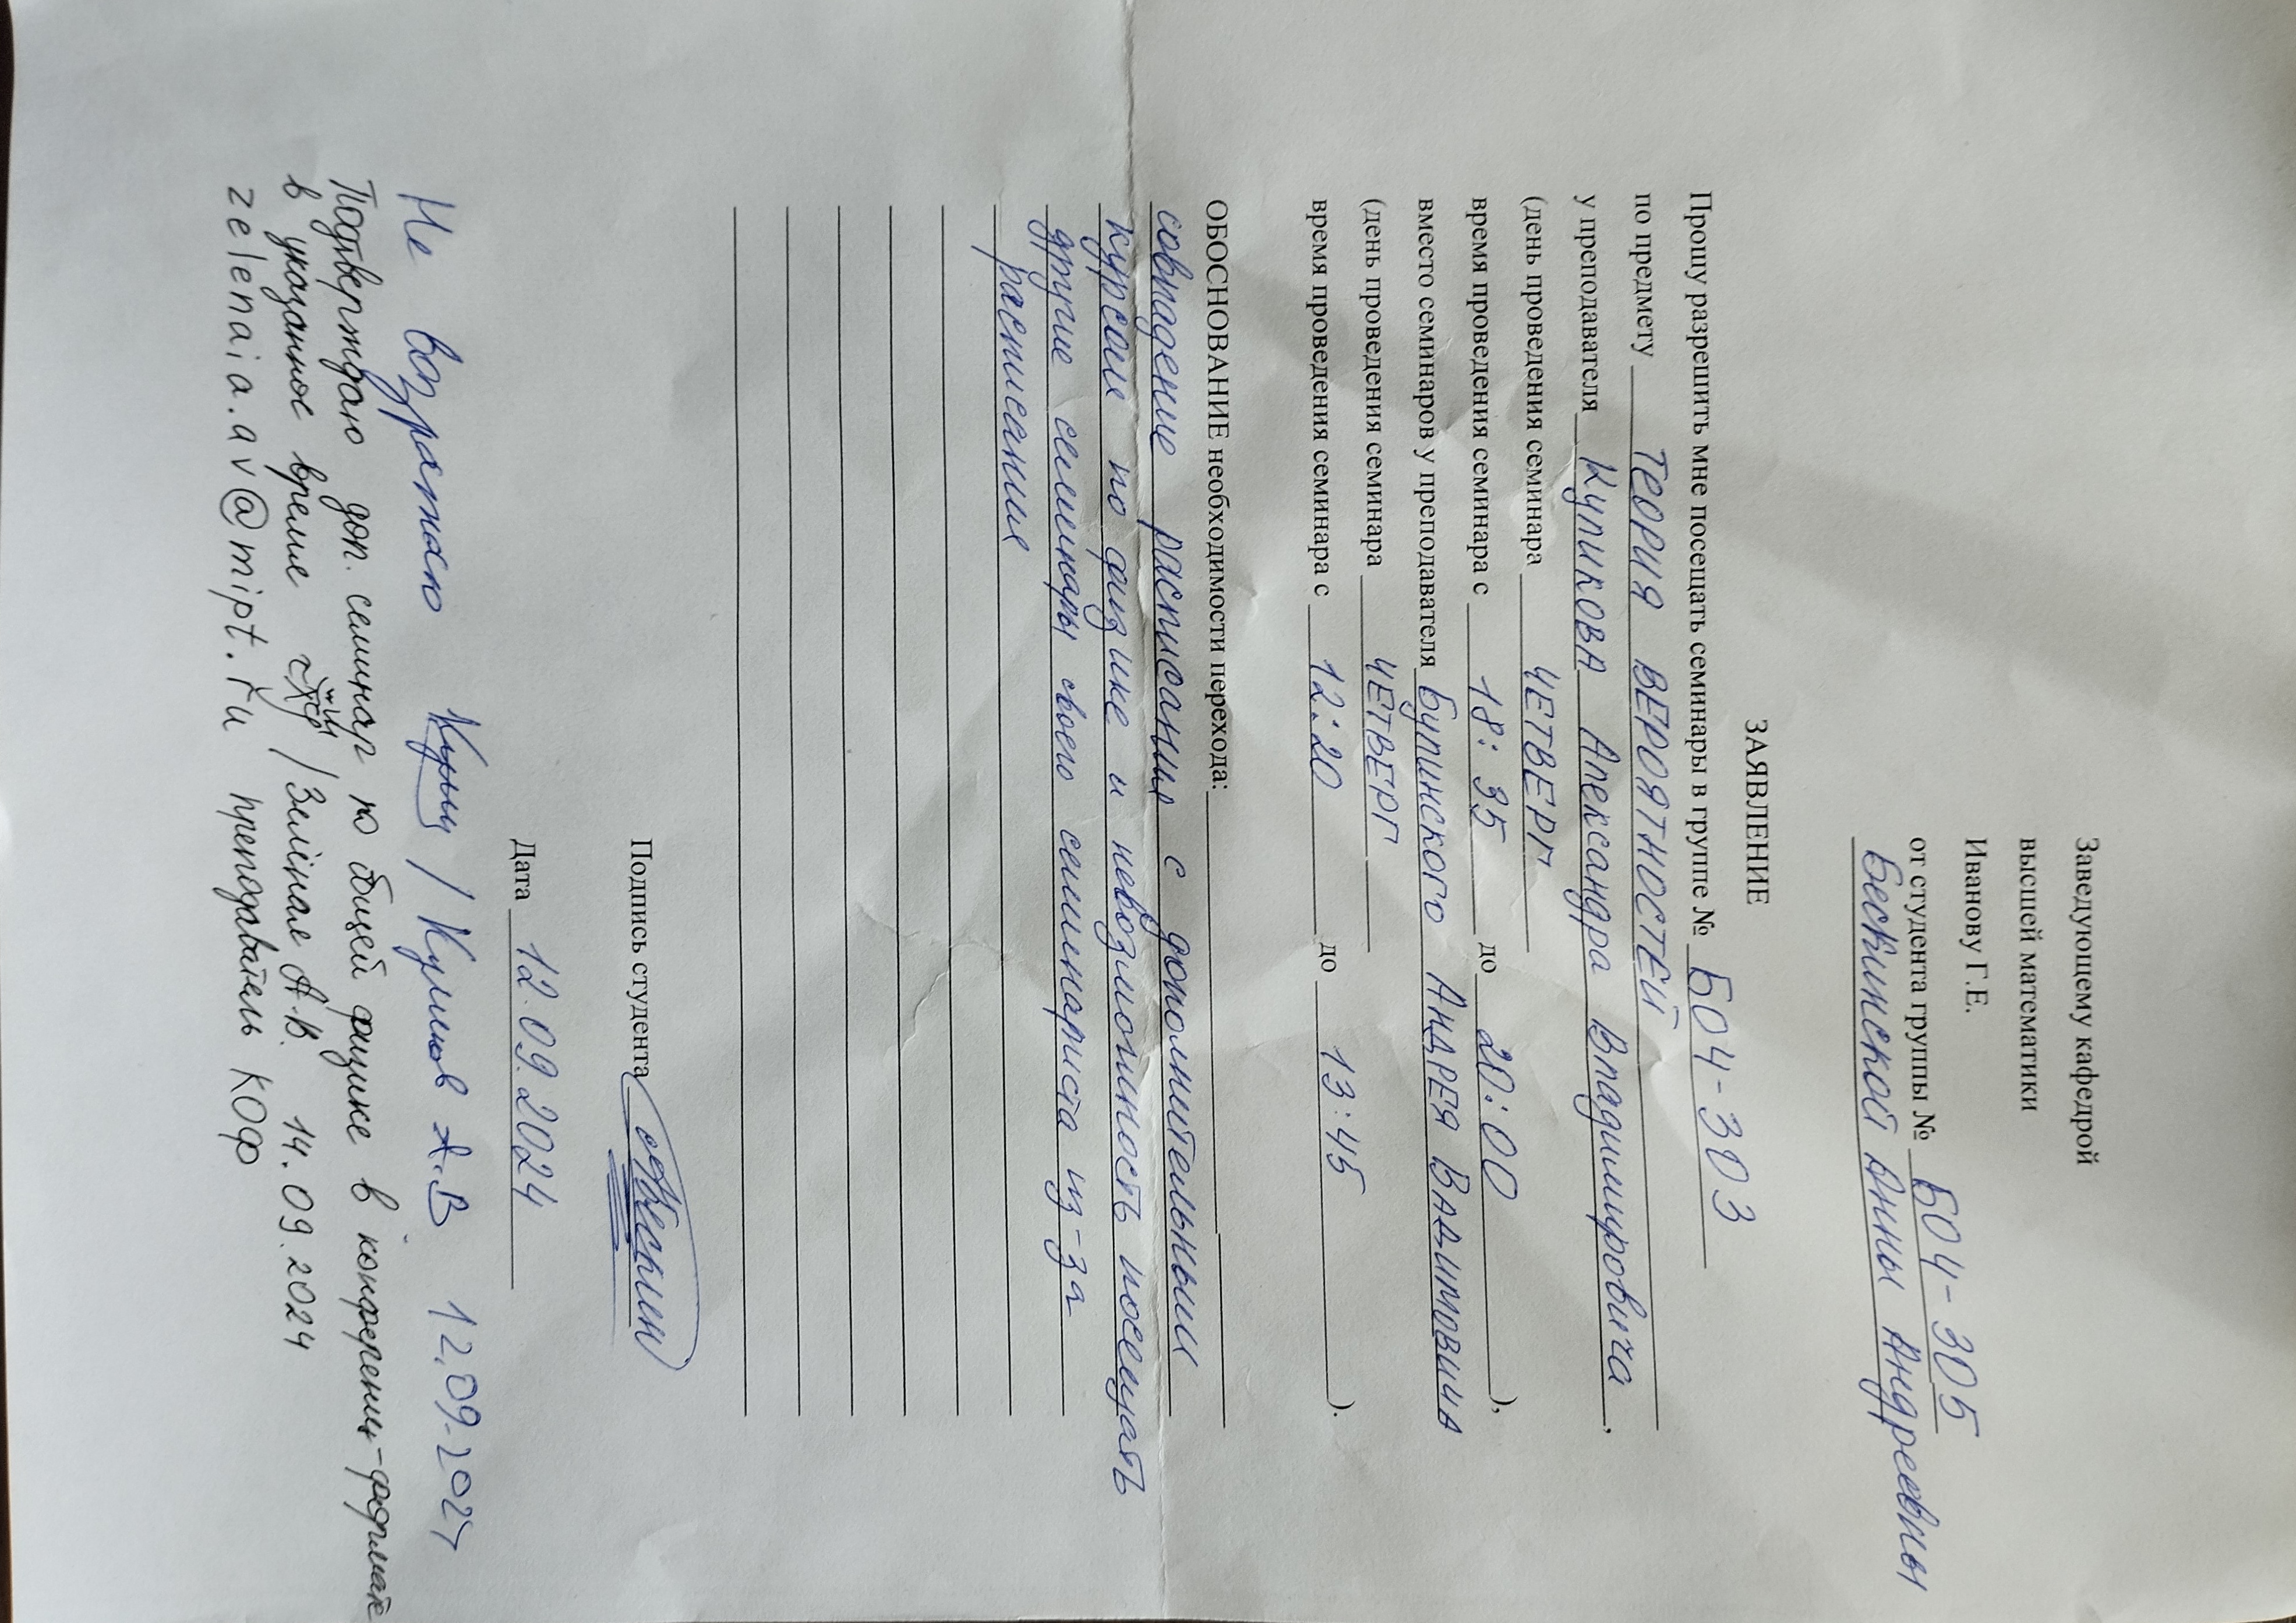 Заведующему кафедрой
высшей математики
Иванову Г.Е.
от студента группы № Б04-305
Бескинской Анны Андреевны
ЗАЯВЛЕНИЕ
Прошу разрешить мне посещать семинары в группе № Б04-303
по предмету ТЕОРИЯ ВЕРОЯТНОСТЕЙ
у преподавателя Куликова Александра Владимировича,
(день проведения семинара ЧЕТВЕРГ
время проведения семинара с 18:35 до 20:00),
вместо семинаров у преподавателя Булинского Андрея Вадимовича
(день проведения семинара ЧЕТВЕРГ
время проведения семинара с 12:20 до 13:45).
ОБОСНОВАНИЕ необходимости перехода:
совпадение расписания с дополнительным
курсом по физике и невозможность посещать
другие семинары своего семинариста из-за
расписания
Подпись студента АБескин
Дата 12.09.2024
Не возражаю / Куликов А.В 12.09.2024
Подтверждаю доп. семинар по общей физике в конференц-формате
в указанное время / Зелёная А.В. 14.09.2024
zelenaia.av@mipt.ru преподаватель КОФ